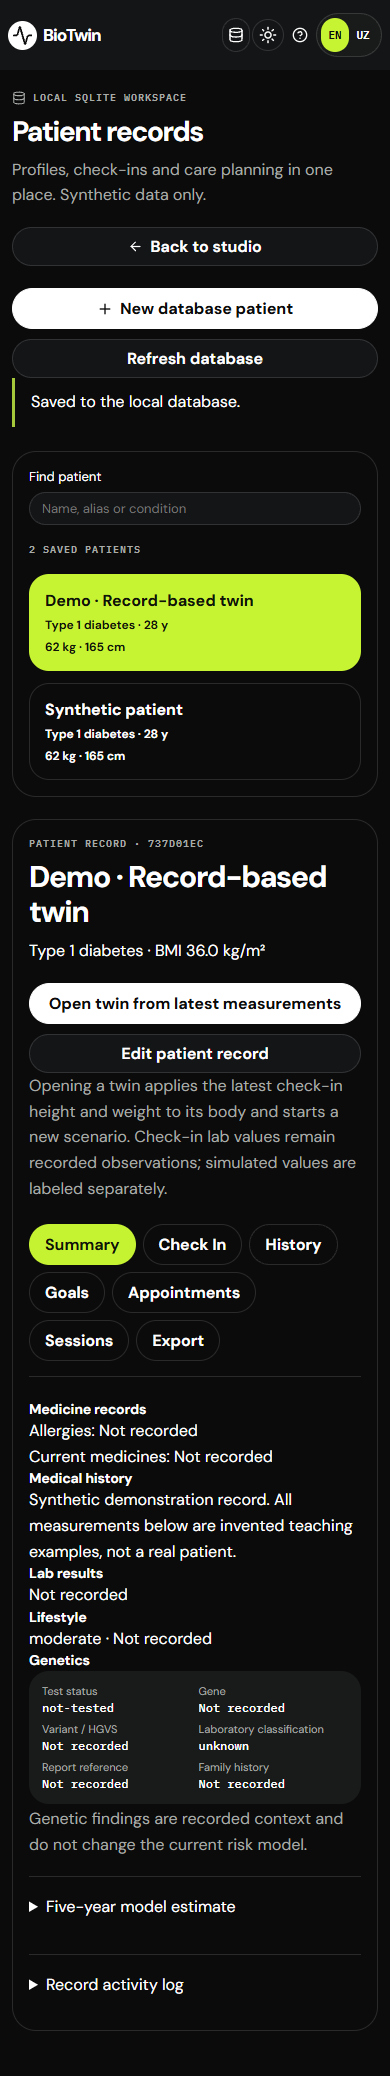 BioTwin
EN UZ
LOCAL SQLITE WORKSPACE
Patient records
Profiles, check-ins and care planning in one
place. Synthetic data only.
← Back to studio
+ New database patient
Refresh database
Saved to the local database.
Find patient
Name, alias or condition
2 SAVED PATIENTS
Demo · Record-based twin
Type 1 diabetes · 28 y
62 kg · 165 cm
Synthetic patient
Type 1 diabetes · 28 y
62 kg · 165 cm
PATIENT RECORD · 737D01EC
Demo · Record-based
twin
Type 1 diabetes · BMI 36.0 kg/m²
Open twin from latest measurements
Edit patient record
Opening a twin applies the latest check-in
height and weight to its body and starts a
new scenario. Check-in lab values remain
recorded observations; simulated values are
labeled separately.
Summary Check In History
Goals Appointments
Sessions Export
Medicine records
Allergies: Not recorded
Current medicines: Not recorded
Medical history
Synthetic demonstration record. All
measurements below are invented teaching
examples, not a real patient.
Lab results
Not recorded
Lifestyle
moderate · Not recorded
Genetics
Test status Gene
not-tested Not recorded
Variant / HGVS Laboratory classification
Not recorded unknown
Report reference Family history
Not recorded Not recorded
Genetic findings are recorded context and
do not change the current risk model.
▶ Five-year model estimate
▶ Record activity log